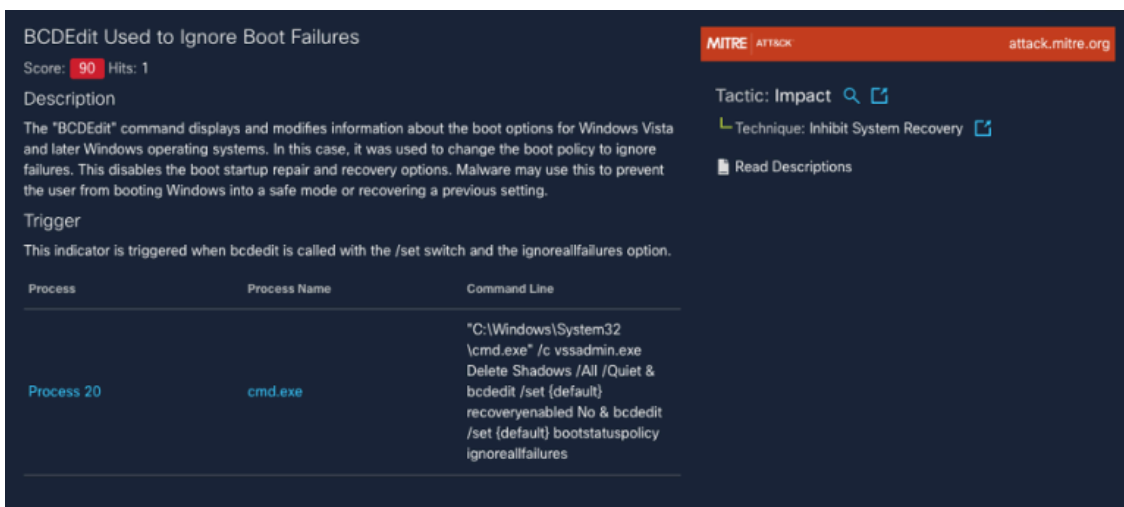 BCDEdit Used to Ignore Boot Failures
Score: 90 Hits: 1
Description
The "BCDEdit" command displays and modifies information about the boot options for Windows Vista
and later Windows operating systems. In this case, it was used to change the boot policy to ignore
failures. This disables the boot startup repair and recovery options. Malware may use this to prevent
the user from booting Windows into a safe mode or recovering a previous setting.
Trigger
This indicator is triggered when bcdedit is called with the /set switch and the ignoreallfailures option.
Process Process Name Command Line
Process 20 cmd.exe
"C:\Windows\System32
\cmd.exe" /c vssadmin.exe
Delete Shadows /All /Quiet &
bcdedit /set {default}
recoveryenabled No & bcdedit
/set {default} bootstatuspolicy
ignoreallfailures
MITRE ATT&CK attack.mitre.org
Tactic: Impact
Technique: Inhibit System Recovery
Read Descriptions